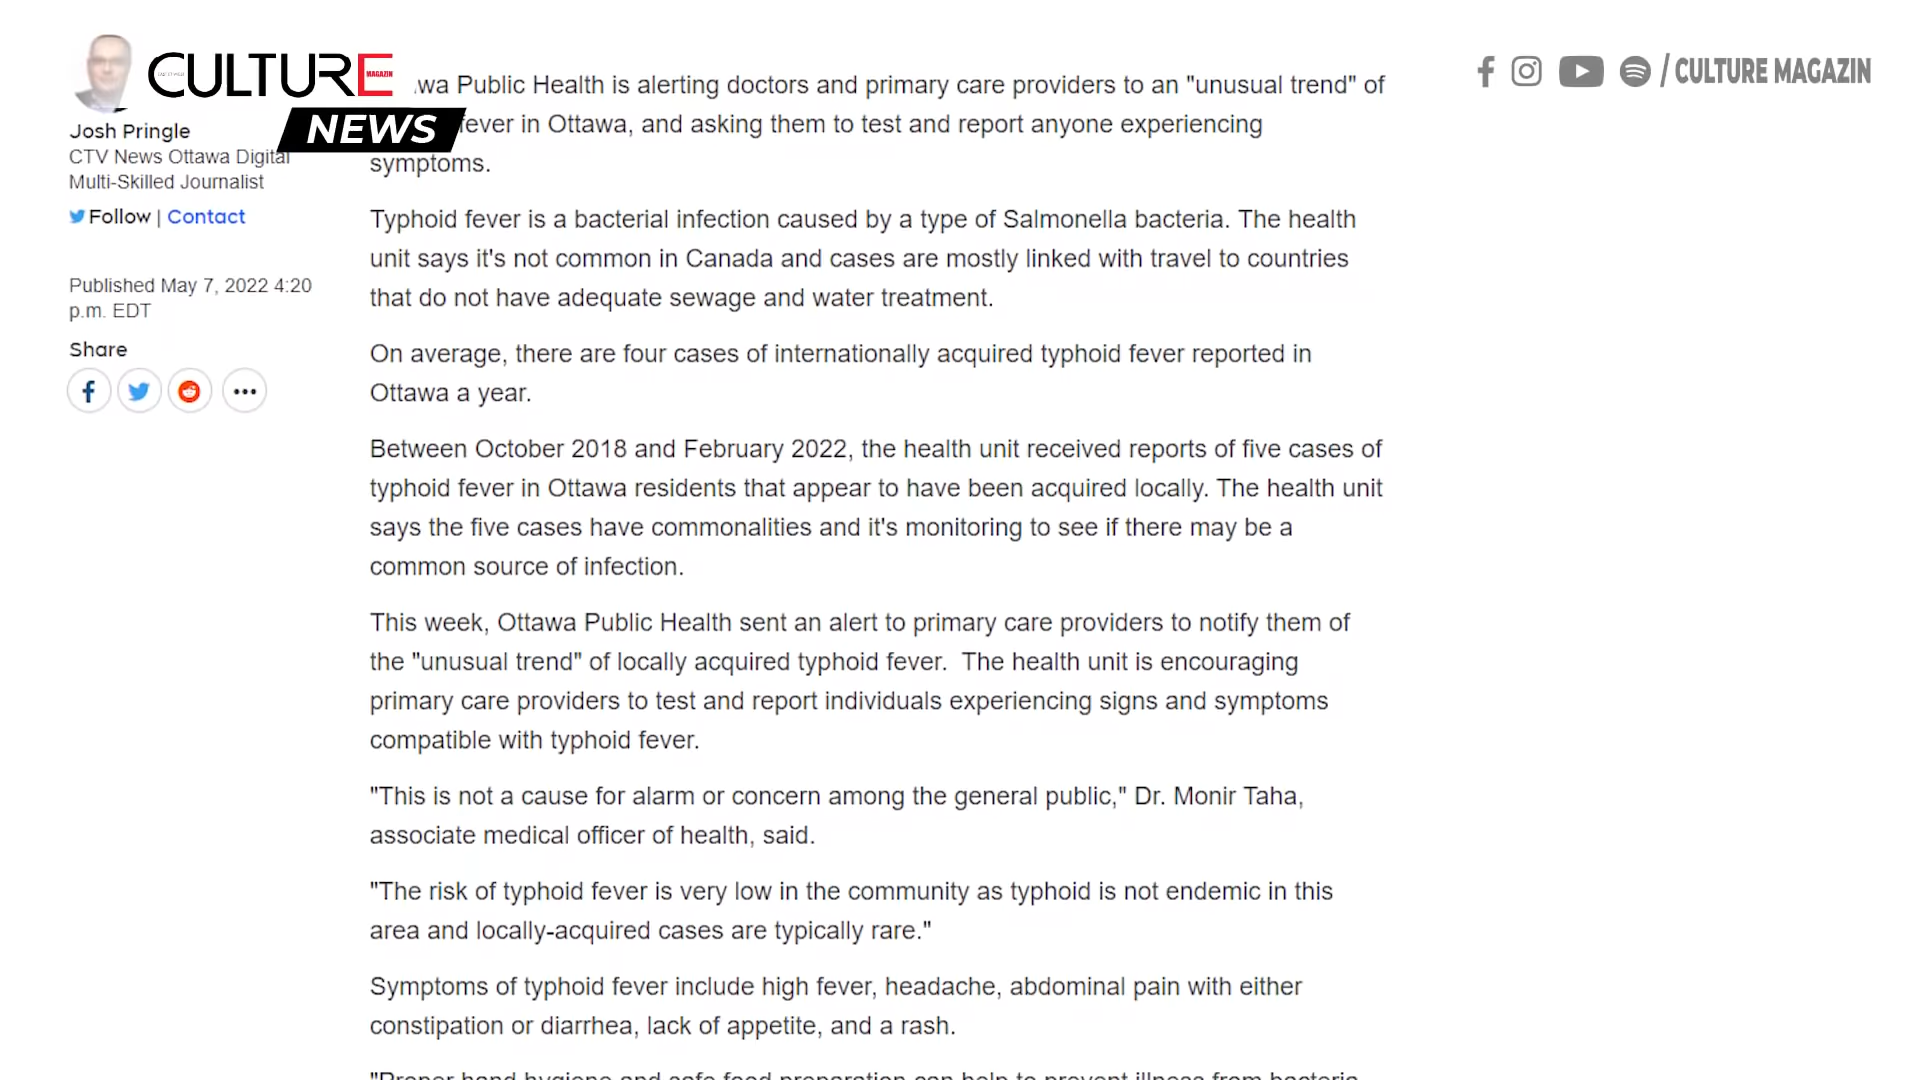 CULTURE
MAGAZIN
NEWS
/ CULTURE MAGAZIN
Josh Pringle
CTV News Ottawa Digital
Multi-Skilled Journalist
Follow | Contact
Published May 7, 2022 4:20
p.m. EDT
Share
wa Public Health is alerting doctors and primary care providers to an "unusual trend" of
fever in Ottawa, and asking them to test and report anyone experiencing
symptoms.
Typhoid fever is a bacterial infection caused by a type of Salmonella bacteria. The health
unit says it's not common in Canada and cases are mostly linked with travel to countries
that do not have adequate sewage and water treatment.
On average, there are four cases of internationally acquired typhoid fever reported in
Ottawa a year.
Between October 2018 and February 2022, the health unit received reports of five cases of
typhoid fever in Ottawa residents that appear to have been acquired locally. The health unit
says the five cases have commonalities and it's monitoring to see if there may be a
common source of infection.
This week, Ottawa Public Health sent an alert to primary care providers to notify them of
the "unusual trend" of locally acquired typhoid fever.  The health unit is encouraging
primary care providers to test and report individuals experiencing signs and symptoms
compatible with typhoid fever.
"This is not a cause for alarm or concern among the general public," Dr. Monir Taha,
associate medical officer of health, said.
"The risk of typhoid fever is very low in the community as typhoid is not endemic in this
area and locally-acquired cases are typically rare."
Symptoms of typhoid fever include high fever, headache, abdominal pain with either
constipation or diarrhea, lack of appetite, and a rash.
"Proper hand hygiene and safe food preparation can help to prevent illness from bacteria